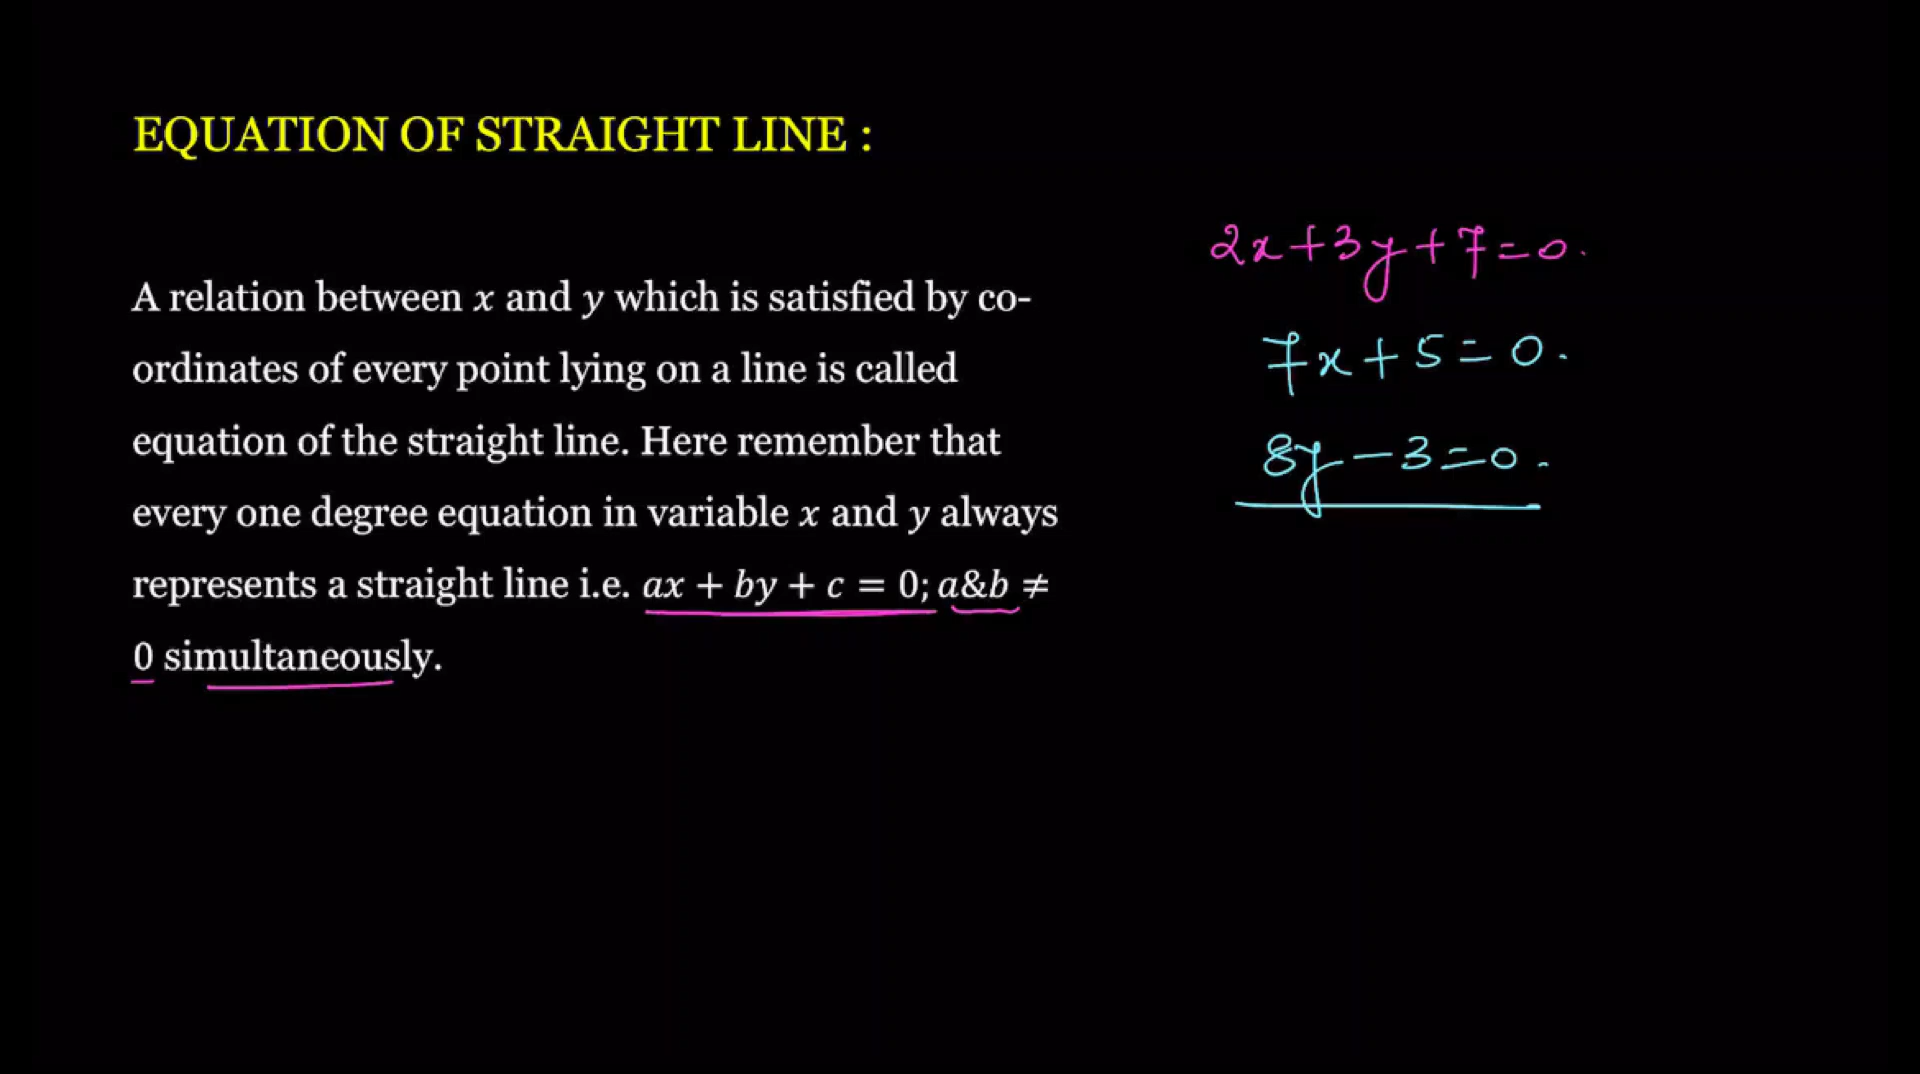 EQUATION OF STRAIGHT LINE :
A relation between x and y which is satisfied by co-
ordinates of every point lying on a line is called
equation of the straight line. Here remember that
every one degree equation in variable x and y always
represents a straight line i.e. ax + by + c = 0; a&b ≠
0 simultaneously.
2x+3y+7=0.
7x+5=0.
8y-3=0.